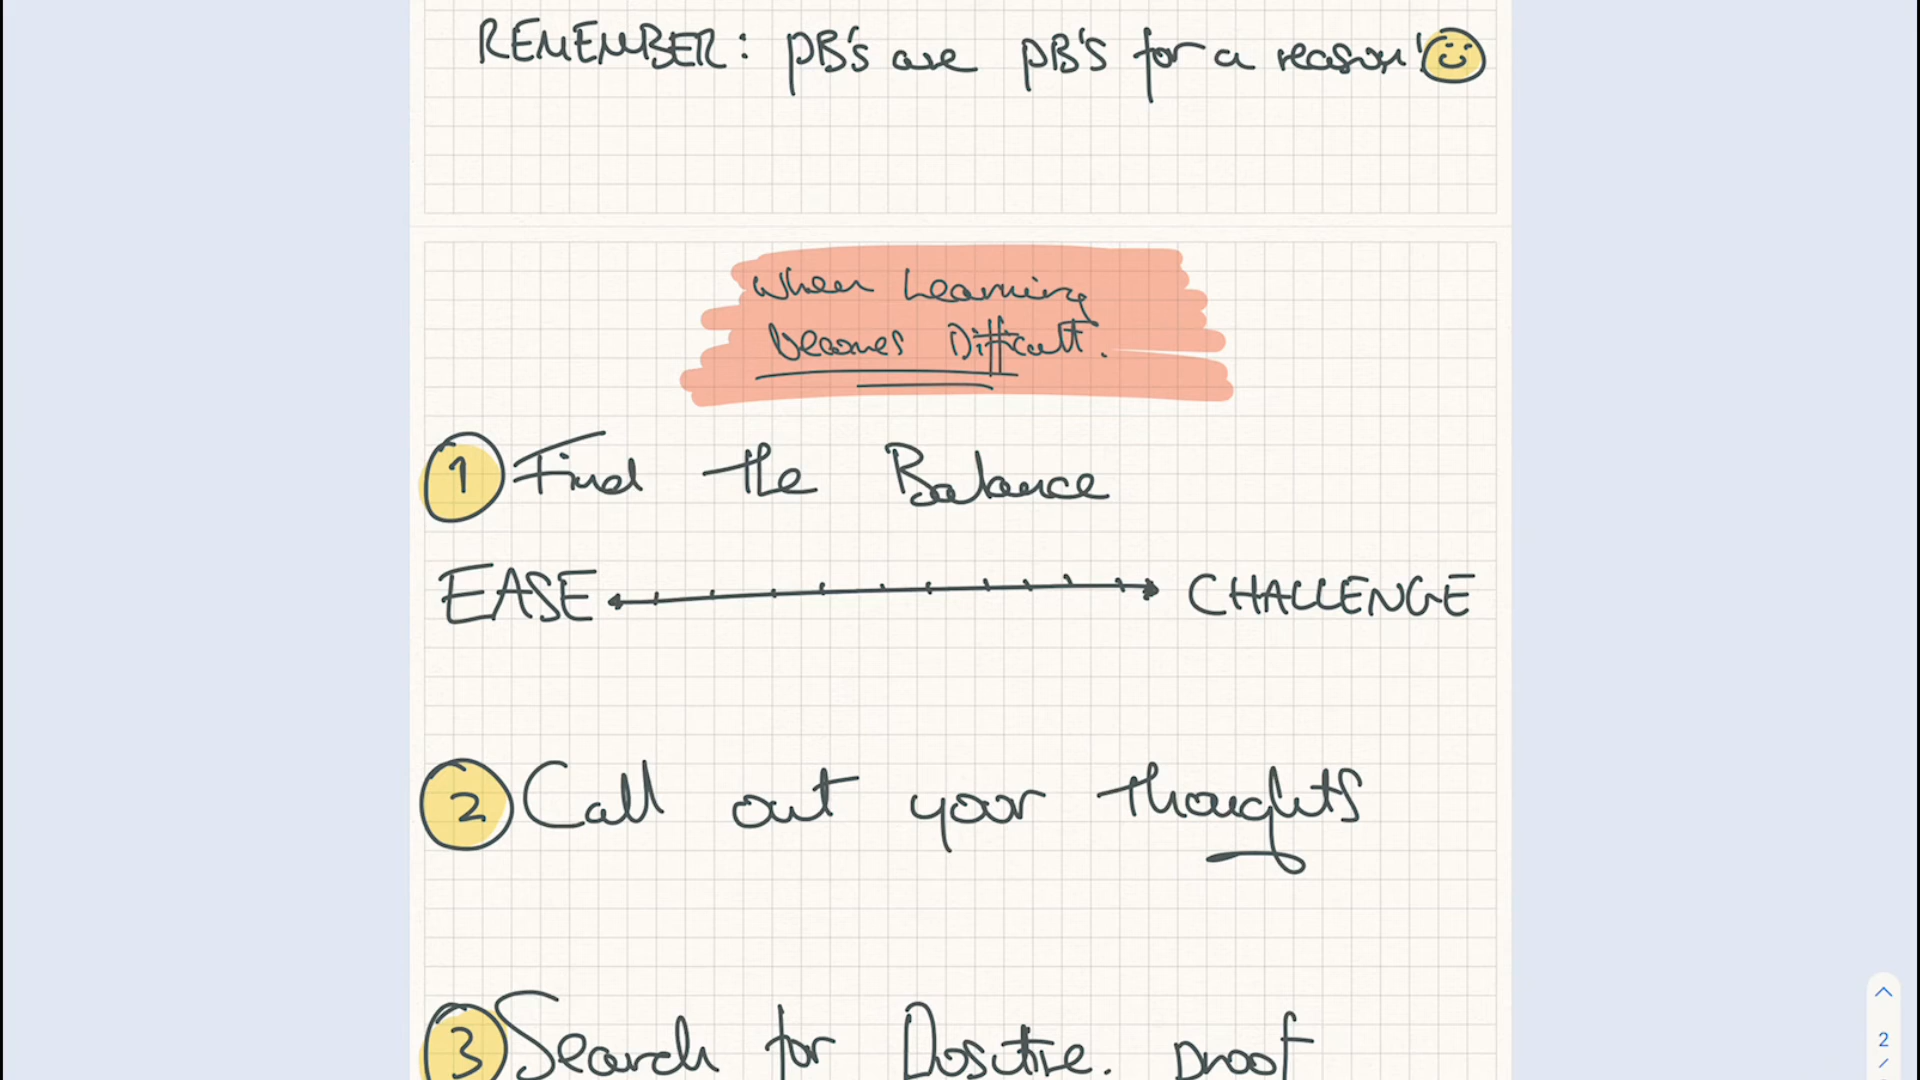 REMEMBER: PB's are PB's for a reason!
When Learning
becomes Difficult.
1 Find the Balance
EASE CHALLENGE
2 Call out your thoughts
3 Search for Positive. proof
2
/